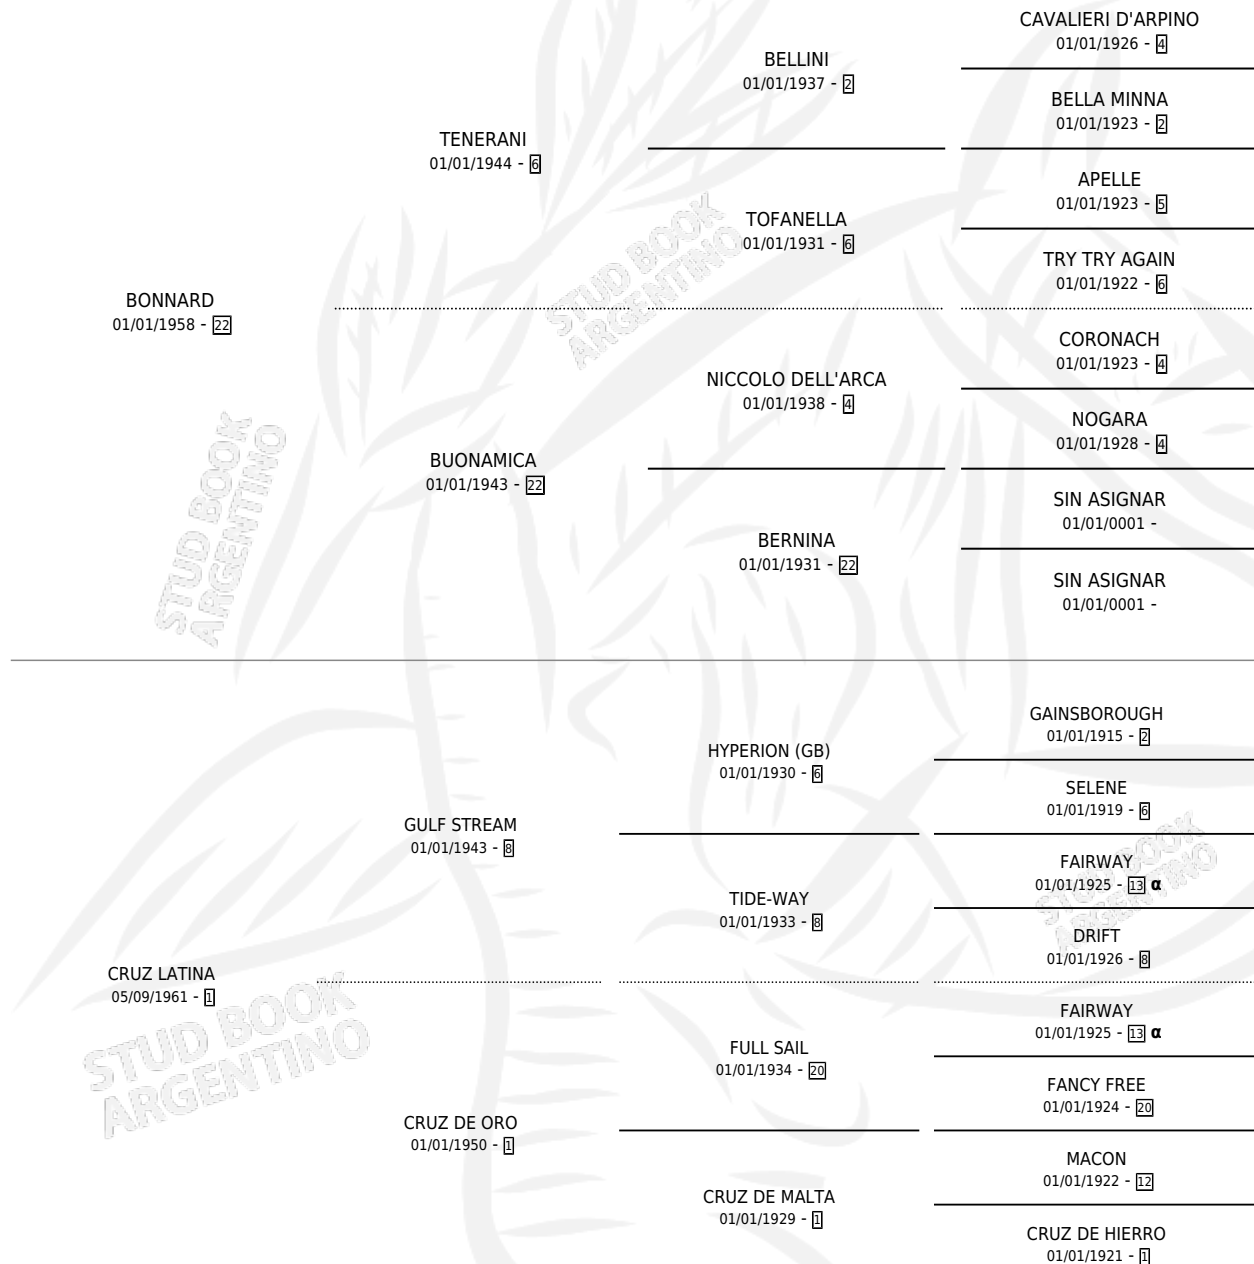 CAVALIERI D'ARPINO
01/01/1926 - 4
BELLINI
01/01/1937 - 2
BELLA MINNA
01/01/1923 - 2
TENERANI
01/01/1944 - 6
APELLE
01/01/1923 - 5
TOFANELLA
01/01/1931 - 6
TRY TRY AGAIN
01/01/1922 - 6
BONNARD
01/01/1958 - 22
CORONACH
01/01/1923 - 4
NICCOLO DELL'ARCA
01/01/1938 - 4
NOGARA
01/01/1928 - 4
BUONAMICA
01/01/1943 - 22
SIN ASIGNAR
01/01/0001 -
BERNINA
01/01/1931 - 22
SIN ASIGNAR
01/01/0001 -
GAINSBOROUGH
01/01/1915 - 2
HYPERION (GB)
01/01/1930 - 6
SELENE
01/01/1919 - 6
GULF STREAM
01/01/1943 - 8
FAIRWAY
01/01/1925 - 13 α
TIDE-WAY
01/01/1933 - 8
DRIFT
01/01/1926 - 8
CRUZ LATINA
05/09/1961 - 1
FAIRWAY
01/01/1925 - 13 α
FULL SAIL
01/01/1934 - 20
FANCY FREE
01/01/1924 - 20
CRUZ DE ORO
01/01/1950 - 1
MACON
01/01/1922 - 12
CRUZ DE MALTA
01/01/1929 - 1
CRUZ DE HIERRO
01/01/1921 - 1
STUD BOOK
ARGENTINO
STUD BOOK
ARGENTINO
STUD BOOK
ARGENTINO
STUD BOOK
ARGENTINO